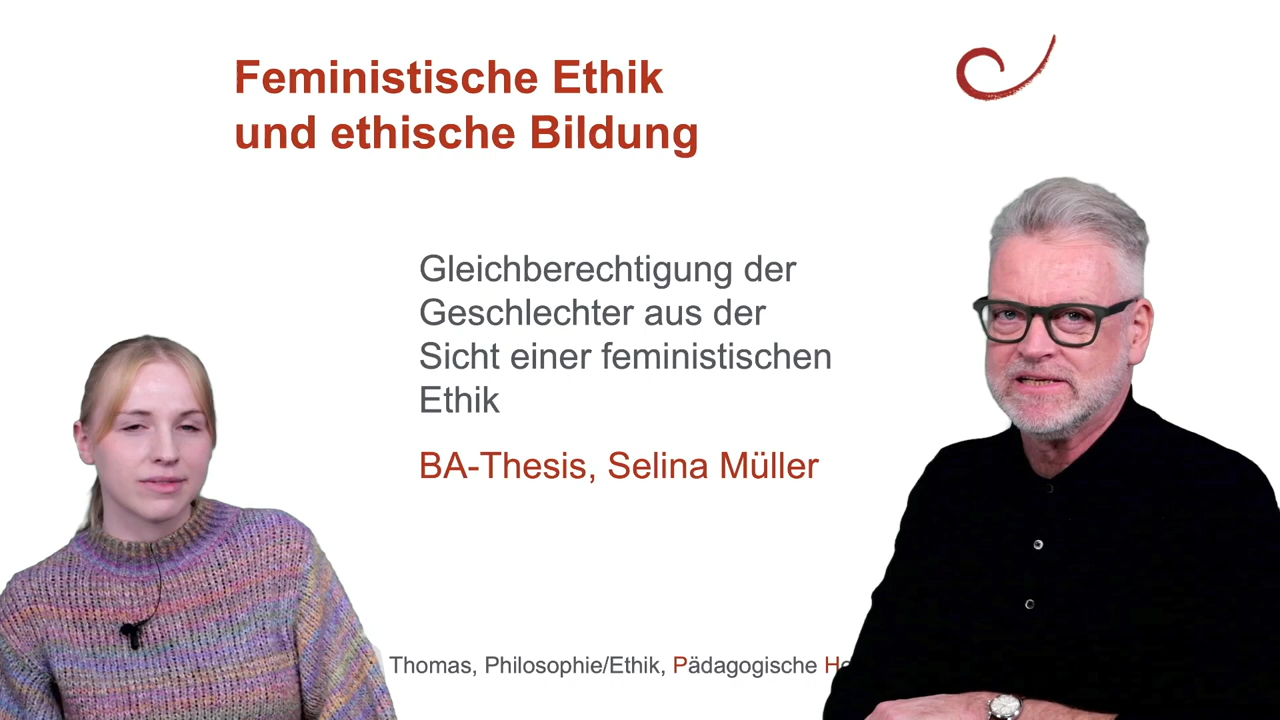 Feministische Ethik
und ethische Bildung
Gleichberechtigung der
Geschlechter aus der
Sicht einer feministischen
Ethik
BA-Thesis, Selina Müller
Thomas, Philosophie/Ethik, Pädagogische